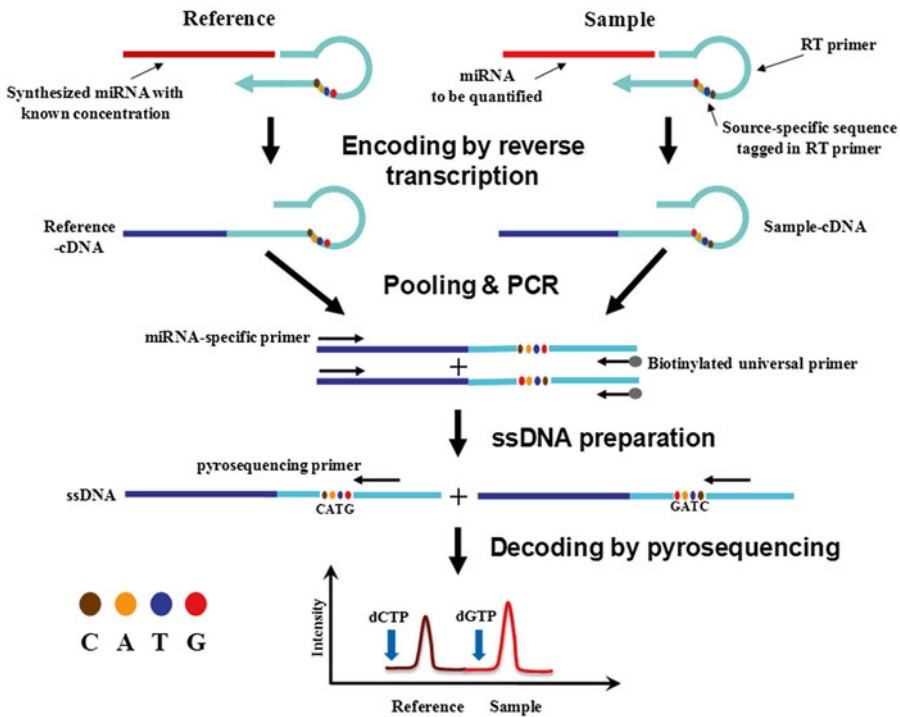 Reference
Sample
RT primer
Synthesized miRNA with
known concentration
miRNA
to be quantified
Source-specific sequence
tagged in RT primer
Encoding by reverse
transcription
Reference
-cDNA
Sample-cDNA
Pooling & PCR
miRNA-specific primer
+
Biotinylated universal primer
ssDNA preparation
pyrosequencing primer
ssDNA
CATG
+
GATC
Decoding by pyrosequencing
C A T G
Intensity
dCTP
dGTP
Reference
Sample